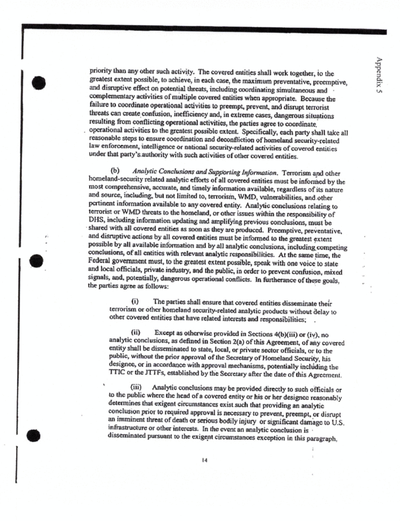 Appendix 5
priority than any other such activity. The covered entities shall work together, to the
greatest extent possible, to achieve, in each case, the maximum preventative, preemptive,
and disruptive effect on potential threats, including coordinating simultaneous and
complementary activities of multiple covered entities when appropriate. Because the
failure to coordinate operational activities to preempt, prevent, and disrupt terrorist
threats can create confusion, inefficiency and, in extreme cases, dangerous situations
resulting from conflicting operational activities, the parties agree to coordinate
operational activities to the greatest extent possible. Specifically, each party shall take all
reasonable steps to ensure coordination and deconfliction of homeland security-related
law enforcement, intelligence or national security-related activities of covered entities
under that party's authority with such activities of other covered entities.
(b) Analytic Conclusions and Supporting Information. Terrorism and other
homeland-security related analytic efforts of all covered entities must be informed by the
most comprehensive, accurate, and timely information available, regardless of its nature
and source, including, but not limited to, terrorism, WMD, vulnerabilities, and other
pertinent information available to any covered entity. Analytic conclusions relating to
terrorist or WMD threats to the homeland, or other issues within the responsibility of
DHS, including information updating and amplifying previous conclusions, must be
shared with all covered entities as soon as they are produced. Preemptive, preventative,
and disruptive actions by all covered entities must be informed to the greatest extent
possible by all available information and by all analytic conclusions, including competing
conclusions, of all entities with relevant analytic responsibilities. At the same time, the
Federal government must, to the greatest extent possible, speak with one voice to state
and local officials, private industry, and the public, in order to prevent confusion, mixed
signals, and, potentially, dangerous operational conflicts. In furtherance of these goals,
the parties agree as follows:
(i) The parties shall ensure that covered entities disseminate their
terrorism or other homeland security-related analytic products without delay to
other covered entities that have related interests and responsibilities;
(ii) Except as otherwise provided in Sections 4(b)(iii) or (iv), no
analytic conclusions, as defined in Section 2(a) of this Agreement, of any covered
entity shall be disseminated to state, local, or private sector officials, or to the
public, without the prior approval of the Secretary of Homeland Security, his
designee, or in accordance with approval mechanisms, potentially including the
TTIC or the JTTFs, established by the Secretary after the date of this Agreement.
(iii) Analytic conclusions may be provided directly to such officials or
to the public where the head of a covered entity or his or her designee reasonably
determines that exigent circumstances exist such that providing an analytic
conclusion prior to required approval is necessary to prevent, preempt, or disrupt
an imminent threat of death or serious bodily injury or significant damage to U.S.
infrastructure or other interests. In the event an analytic conclusion is
disseminated pursuant to the exigent circumstances exception in this paragraph,
14